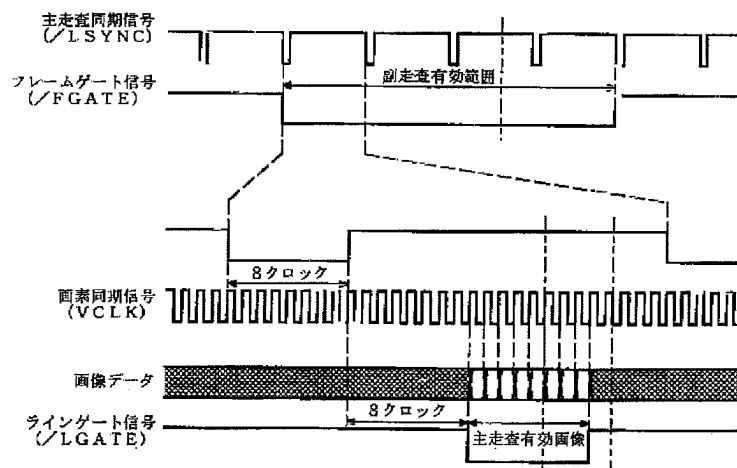 主走査同期信号
(/LSYNC)
副走査有効範囲
フレームゲート信号
(/FGATE)
8クロック
画素同期信号
(VCLK)
画像データ
8クロック
ラインゲート信号
(/LGATE)
主走査有効画像